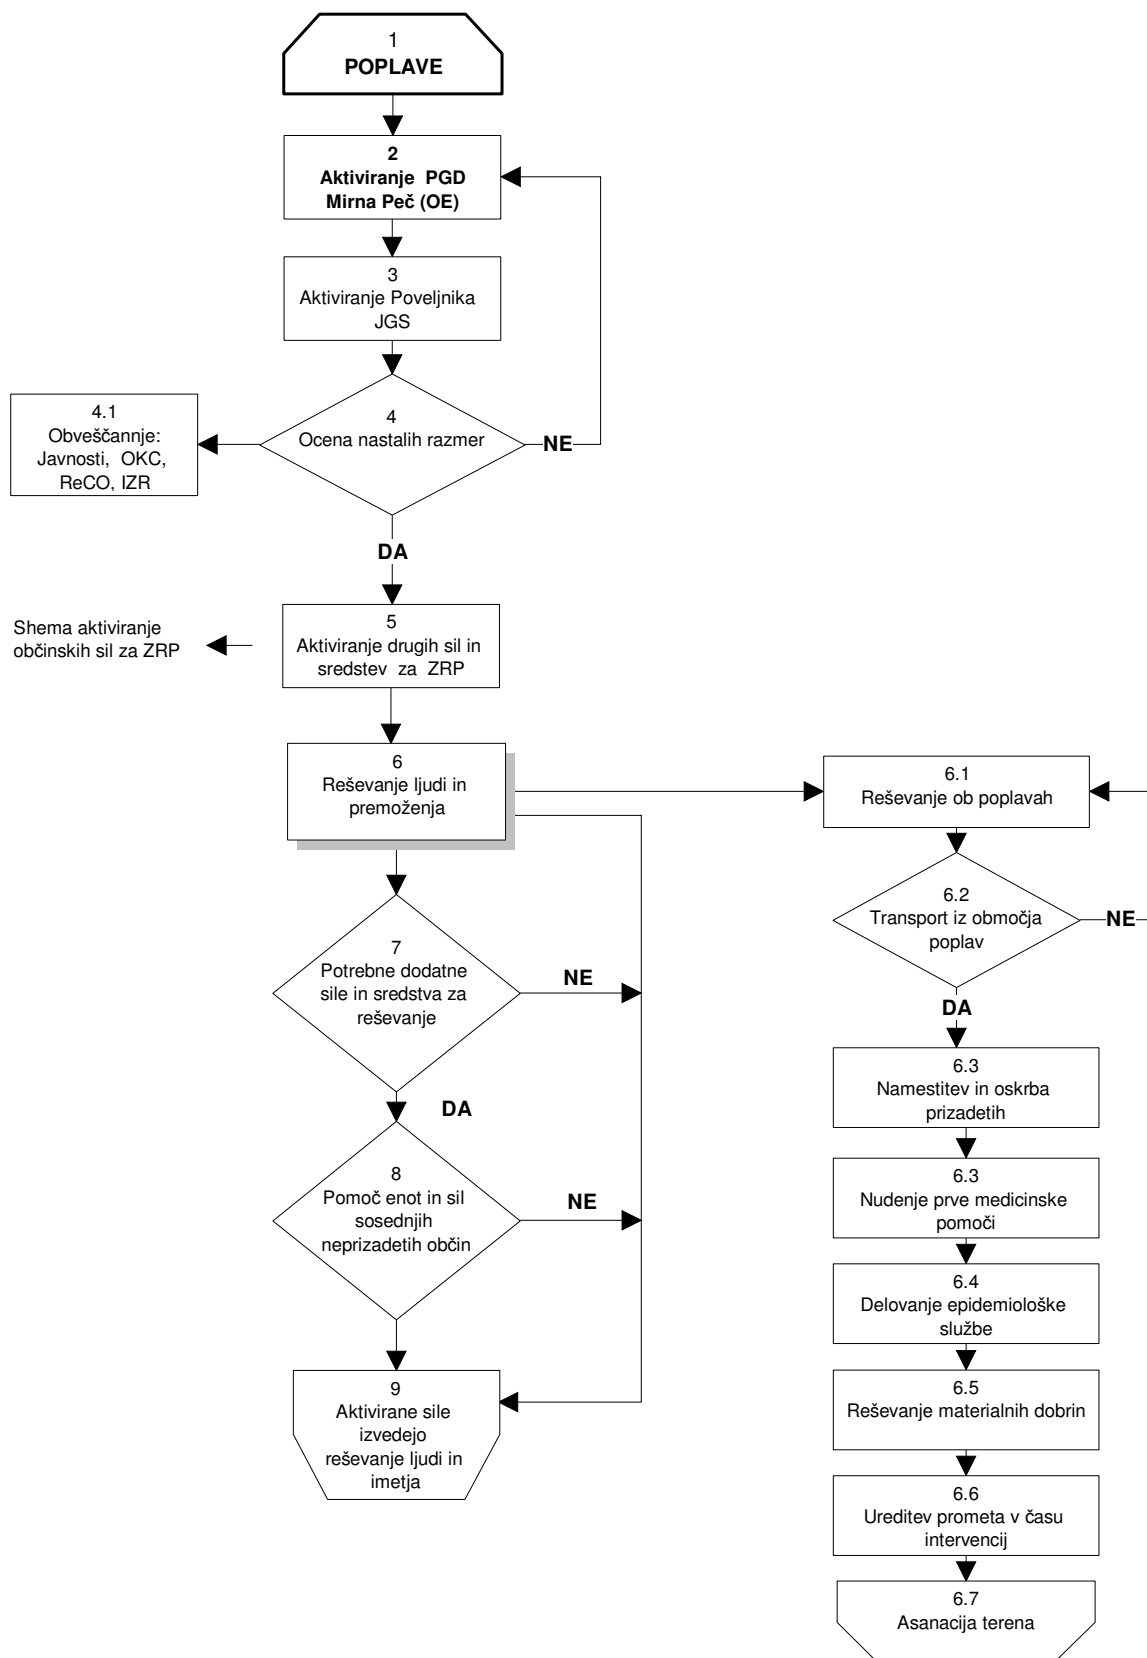 1
POPLAVE
2
Aktiviranje PGD
Mirna Peč (OE)
3
Aktiviranje Poveljnika
JGS
4
Ocena nastalih razmer
NE
4.1
Obveščannje:
Javnosti, OKC,
ReCO, IZR
DA
5
Aktiviranje drugih sil in
sredstev za ZRP
Shema aktiviranje
občinskih sil za ZRP
6
Reševanje ljudi in
premoženja
7
Potrebne dodatne
sile in sredstva za
reševanje
NE
DA
8
Pomoč enot in sil
sosednjih
neprizadetih občin
NE
9
Aktivirane sile
izvedejo
reševanje ljudi in
imetja
6.1
Reševanje ob poplavah
6.2
Transport iz območja
poplav
NE
DA
6.3
Namestitev in oskrba
prizadetih
6.3
Nudenje prve medicinske
pomoči
6.4
Delovanje epidemiološke
službe
6.5
Reševanje materialnih dobrin
6.6
Ureditev prometa v času
intervencij
6.7
Asanacija terena